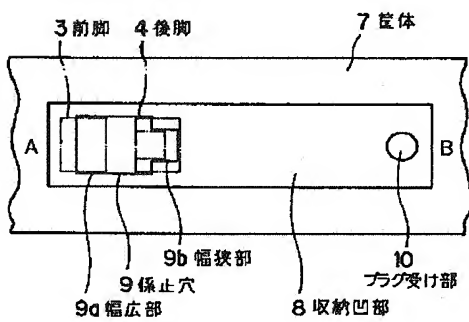 3 前脚
4 後脚
7 筐体
A
B
9b 幅狭部
9 係止穴
9a 幅広部
10
プラグ受け部
8 収納凹部